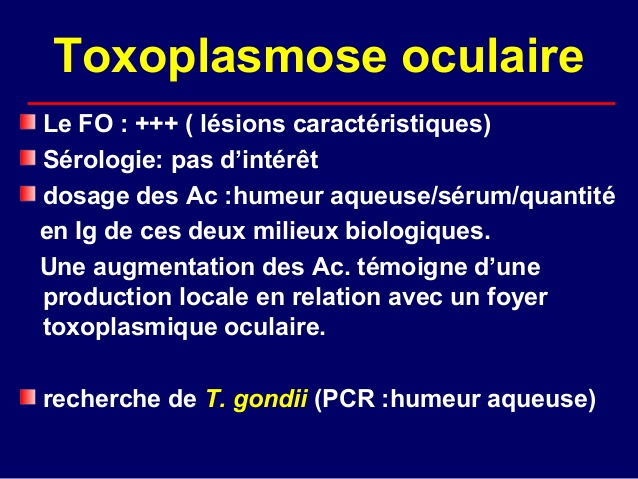 Toxoplasmose oculaire
Le FO : +++ ( lésions caractéristiques)
Sérologie: pas d’intérêt
dosage des Ac :humeur aqueuse/sérum/quantité
en Ig de ces deux milieux biologiques.
Une augmentation des Ac. témoigne d’une
production locale en relation avec un foyer
toxoplasmique oculaire.
recherche de T. gondii (PCR :humeur aqueuse)